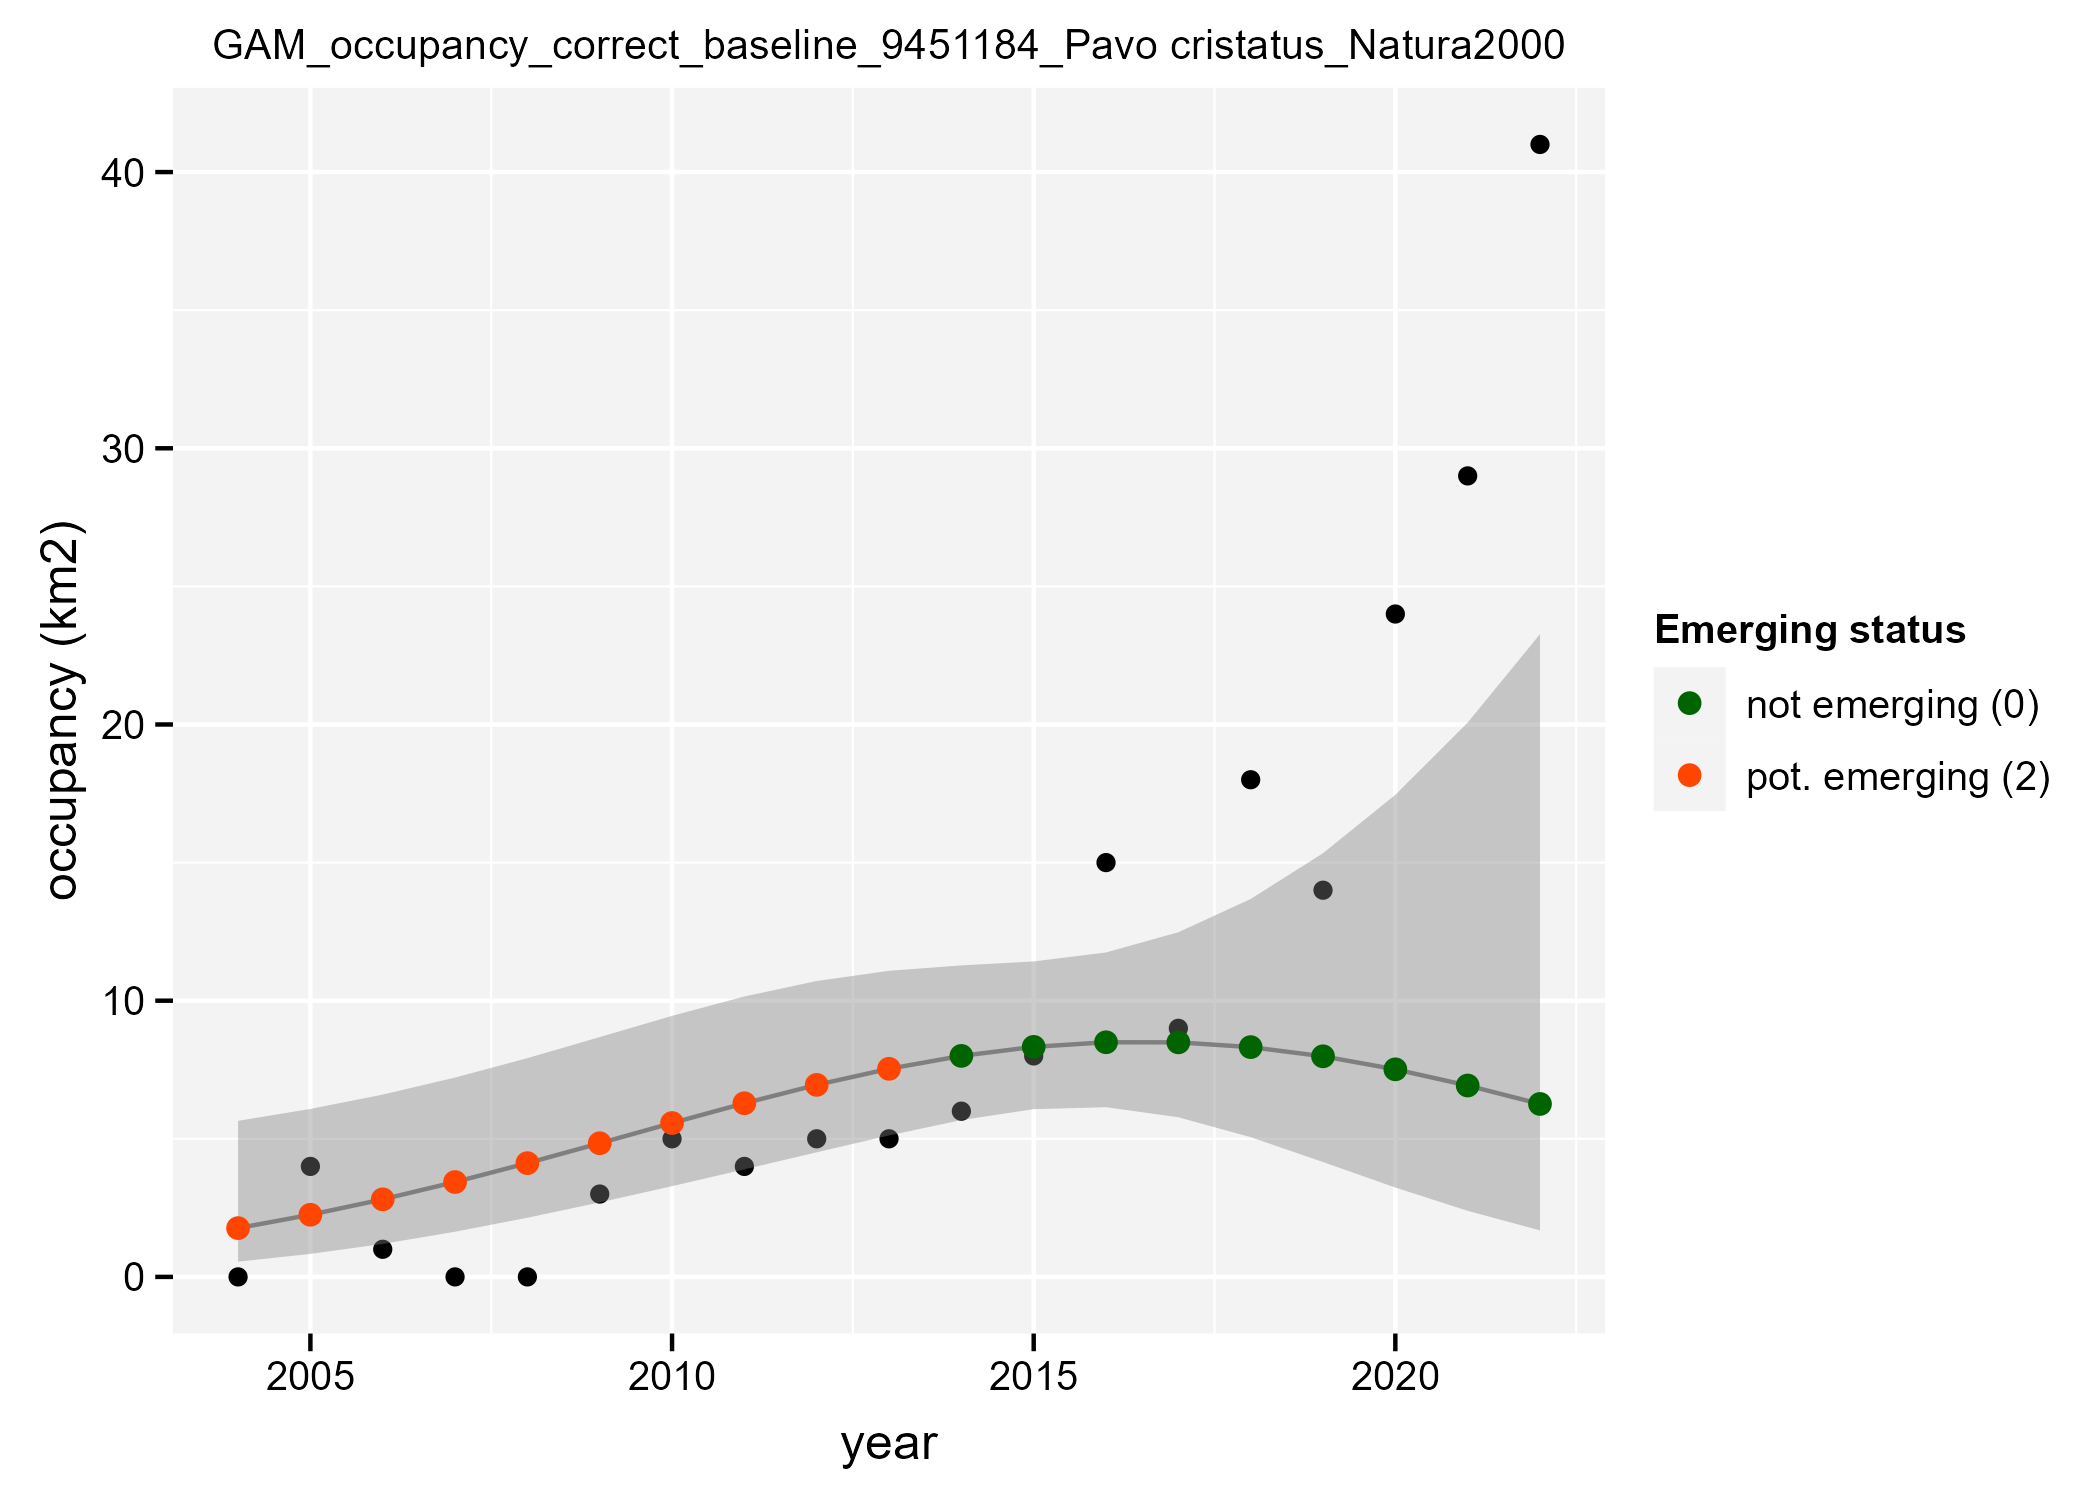 GAM_occupancy_correct_baseline_9451184_Pavo cristatus_Natura2000
40
30
20
10
0
occupancy (km2)
2005 2010 2015 2020
year
Emerging status
not emerging (0)
pot. emerging (2)